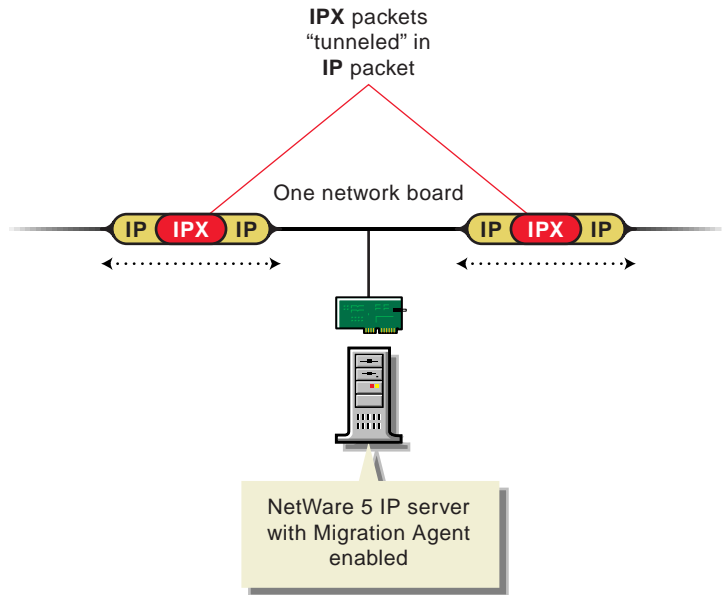 IPX packets
“tunneled” in
IP packet
One network board
IP IPX IP
IP IPX IP
NetWare 5 IP server
with Migration Agent
enabled